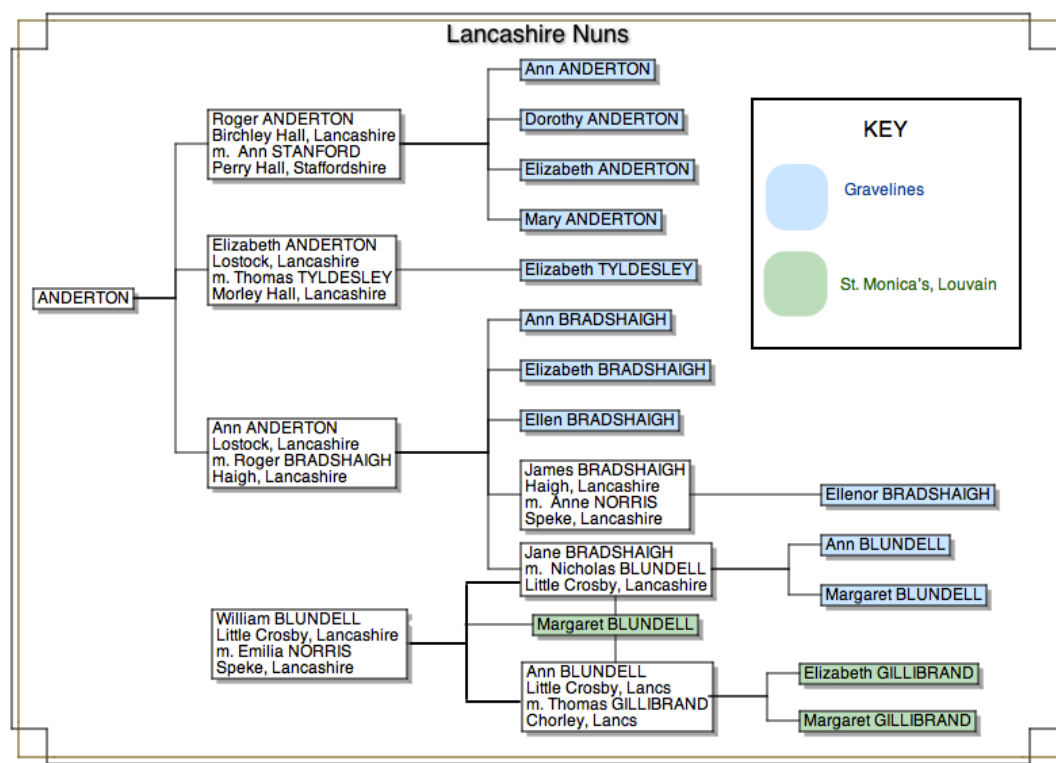 Lancashire Nuns
Ann ANDERTON
Roger ANDERTON
Birchley Hall, Lancashire
m. Ann STANFORD
Perry Hall, Staffordshire
Dorothy ANDERTON
Elizabeth ANDERTON
Mary ANDERTON
KEY
Gravelines
St. Monica's, Louvain
Elizabeth ANDERTON
Lostock, Lancashire
m. Thomas TYLDESLEY
Morley Hall, Lancashire
Elizabeth TYLDESLEY
ANDERTON
Ann BRADSHAIGH
Elizabeth BRADSHAIGH
Ellen BRADSHAIGH
Ann ANDERTON
Lostock, Lancashire
m. Roger BRADSHAIGH
Haigh, Lancashire
James BRADSHAIGH
Haigh, Lancashire
m. Anne NORRIS
Speke, Lancashire
Ellenor BRADSHAIGH
Jane BRADSHAIGH
m. Nicholas BLUNDELL
Little Crosby, Lancashire
Ann BLUNDELL
Margaret BLUNDELL
William BLUNDELL
Little Crosby, Lancashire
m. Emilia NORRIS
Speke, Lancashire
Margaret BLUNDELL
Ann BLUNDELL
Little Crosby, Lancs
m. Thomas GILLIBRAND
Chorley, Lancs
Elizabeth GILLIBRAND
Margaret GILLIBRAND